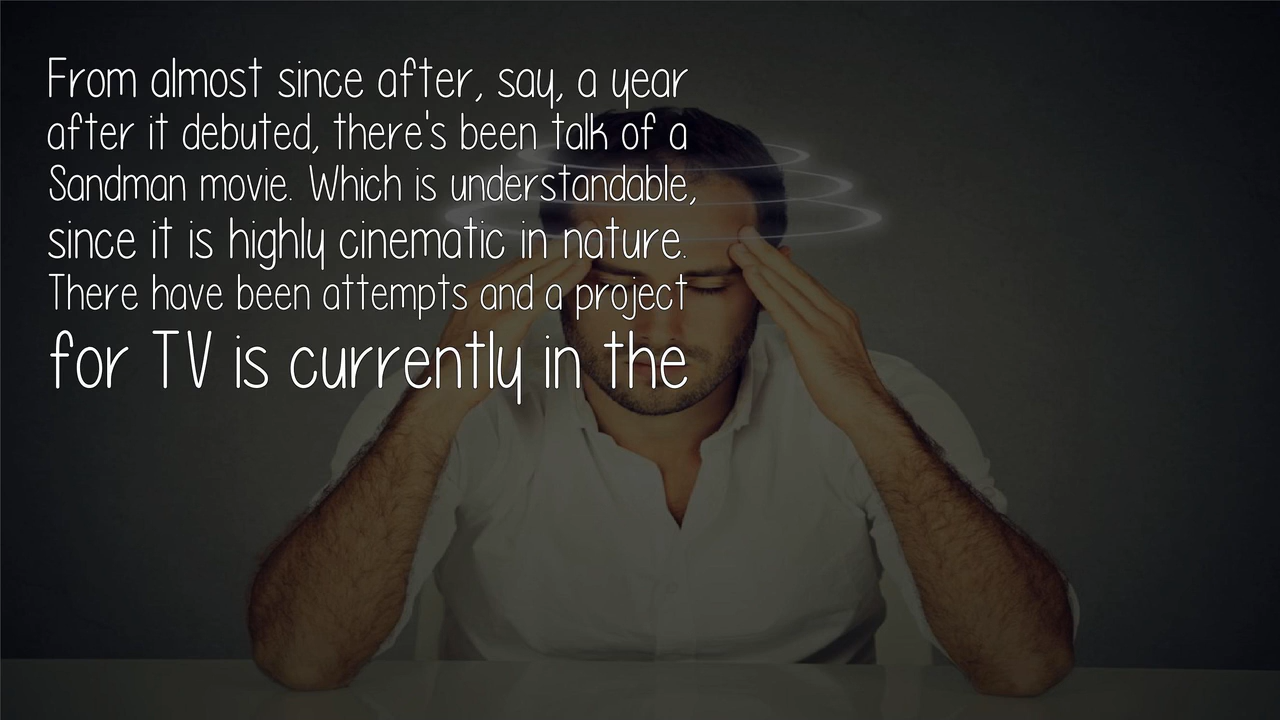 From almost since after, say, a year
after it debuted, there's been talk of a
Sandman movie. Which is understandable,
since it is highly cinematic in nature.
There have been attempts and a project
for TV is currently in the